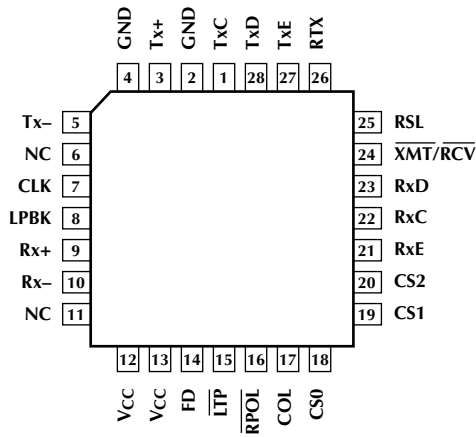 GND Tx+ GND TxC TxD TxE RTX
4 3 2 1 28 27 26
Tx– 5
NC 6
CLK 7
LPBK 8
Rx+ 9
Rx– 10
NC 11
25 RSL
24 XMT/RCV
23 RxD
22 RxC
21 RxE
20 CS2
19 CS1
12 13 14 15 16 17 18
VCC VCC FD LTP RPOL COL CS0